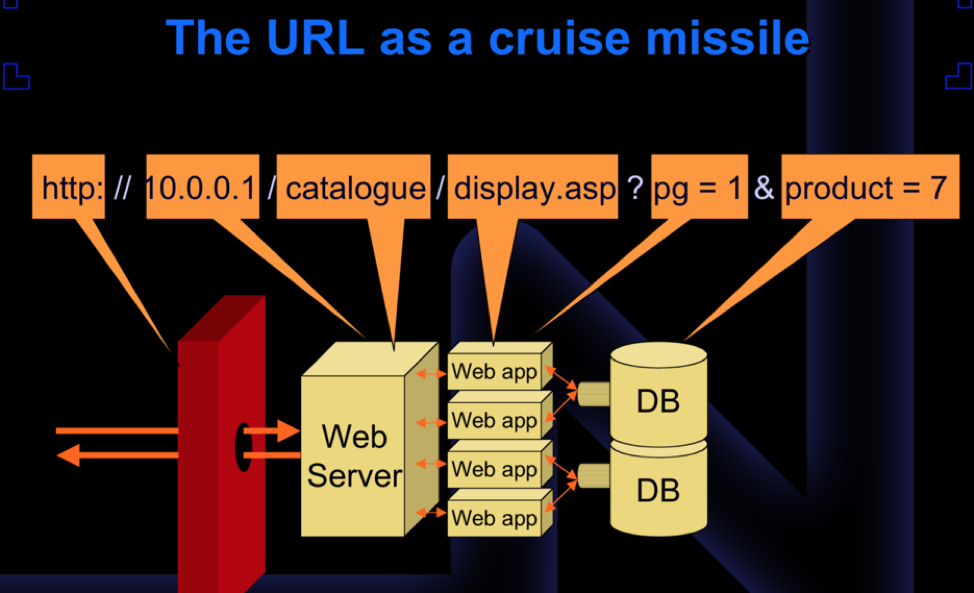 The URL as a cruise missile
http: // 10.0.0.1 / catalogue / display.asp ? pg = 1 & product = 7
Web app
DB
Web
Server
Web app
Web app
DB
Web app